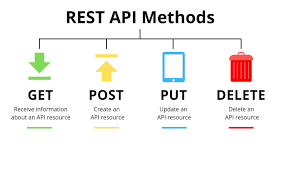 REST API Methods
GET
Receive information
about an API resource
POST
Create an
API resource
PUT
Update an
API resource
DELETE
Delete an
API resource